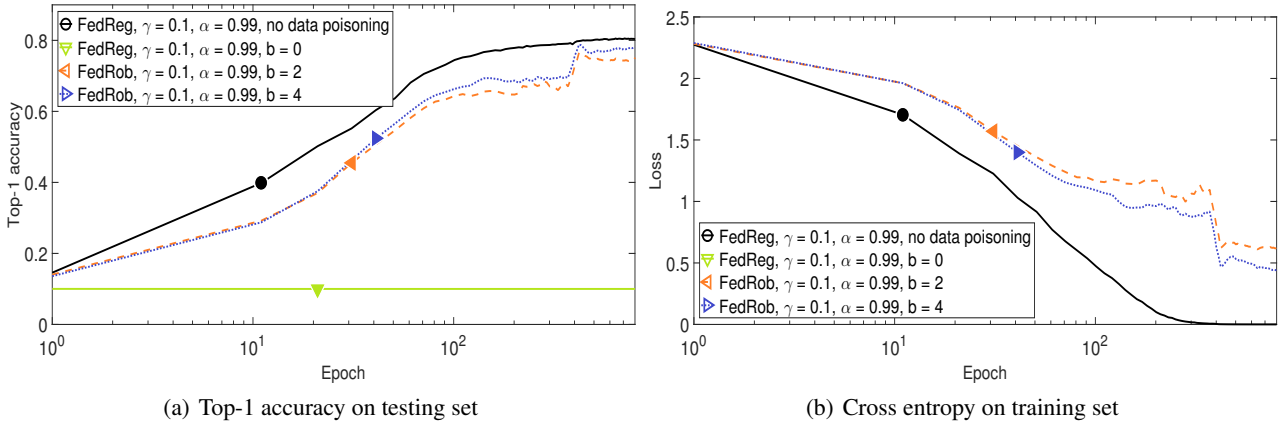 FedReg, γ = 0.1, α = 0.99, no data poisoning
FedReg, γ = 0.1, α = 0.99, b = 0
FedRob, γ = 0.1, α = 0.99, b = 2
FedRob, γ = 0.1, α = 0.99, b = 4
Top-1 accuracy
0.8
0.6
0.4
0.2
0
10^0
10^1
10^2
Epoch
(a) Top-1 accuracy on testing set
2.5
2
1.5
1
0.5
0
Loss
FedReg, γ = 0.1, α = 0.99, no data poisoning
FedReg, γ = 0.1, α = 0.99, b = 0
FedRob, γ = 0.1, α = 0.99, b = 2
FedRob, γ = 0.1, α = 0.99, b = 4
10^0
10^1
10^2
Epoch
(b) Cross entropy on training set